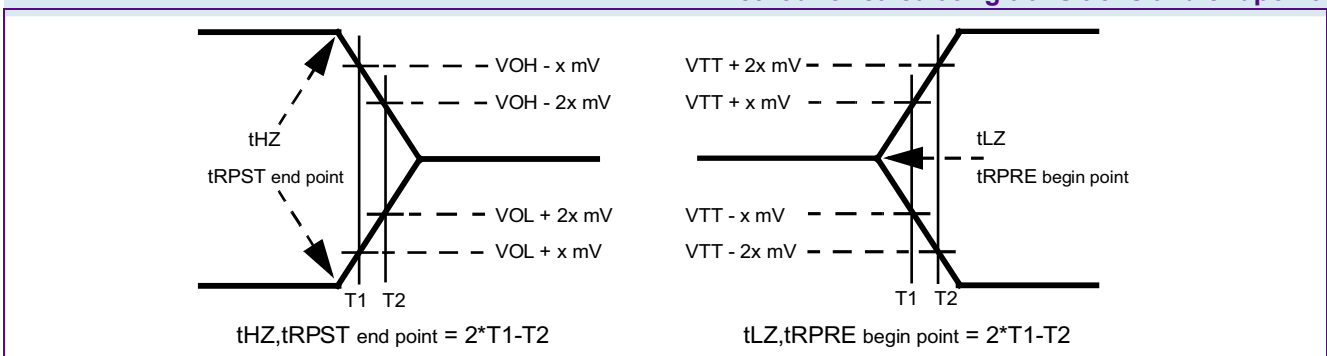 VOH - x mV
VOH - 2x mV
tHZ
tRPST end point
VOL + 2x mV
VOL + x mV
T1 T2
tHZ,tRPST end point = 2*T1-T2
VTT + 2x mV
VTT + x mV
tLZ
tRPRE begin point
VTT - x mV
VTT - 2x mV
T1 T2
tLZ,tRPRE begin point = 2*T1-T2